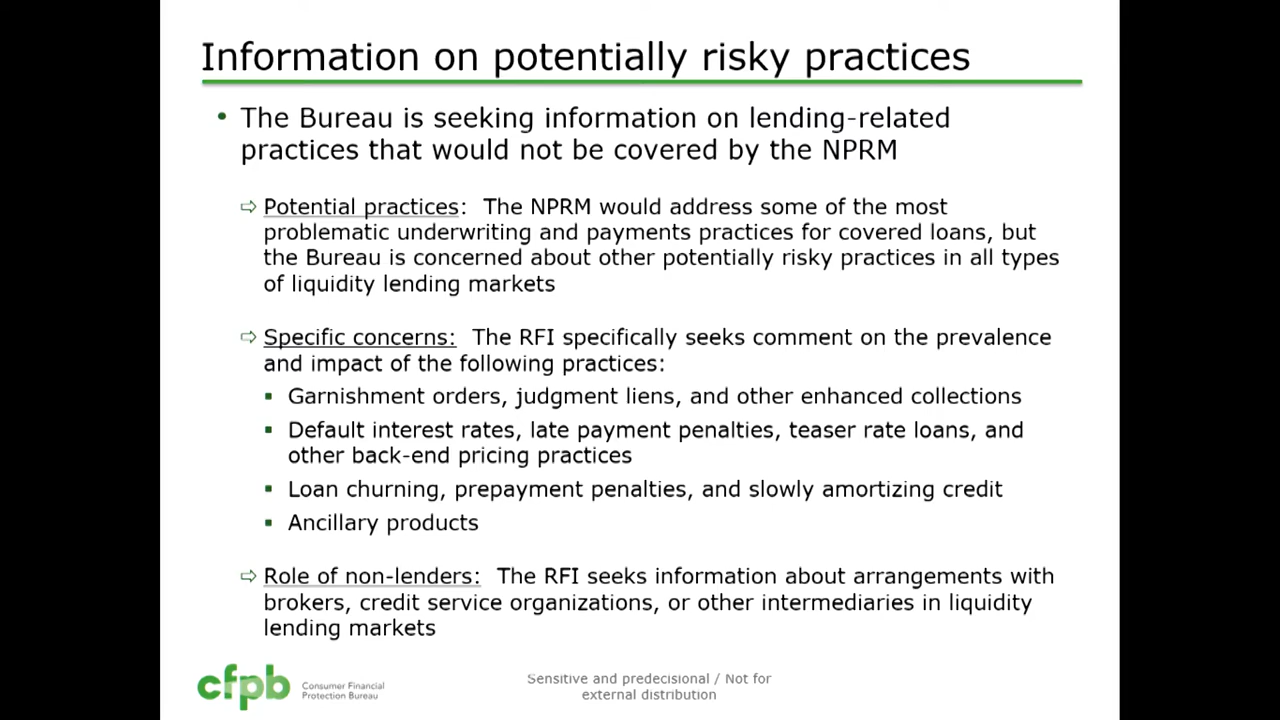 Information on potentially risky practices
• The Bureau is seeking information on lending-related
practices that would not be covered by the NPRM
⇨ Potential practices: The NPRM would address some of the most
problematic underwriting and payments practices for covered loans, but
the Bureau is concerned about other potentially risky practices in all types
of liquidity lending markets
⇨ Specific concerns: The RFI specifically seeks comment on the prevalence
and impact of the following practices:
▪ Garnishment orders, judgment liens, and other enhanced collections
▪ Default interest rates, late payment penalties, teaser rate loans, and
other back-end pricing practices
▪ Loan churning, prepayment penalties, and slowly amortizing credit
▪ Ancillary products
⇨ Role of non-lenders: The RFI seeks information about arrangements with
brokers, credit service organizations, or other intermediaries in liquidity
lending markets
cfpb
Consumer Financial
Protection Bureau
Sensitive and predecisional / Not for
external distribution